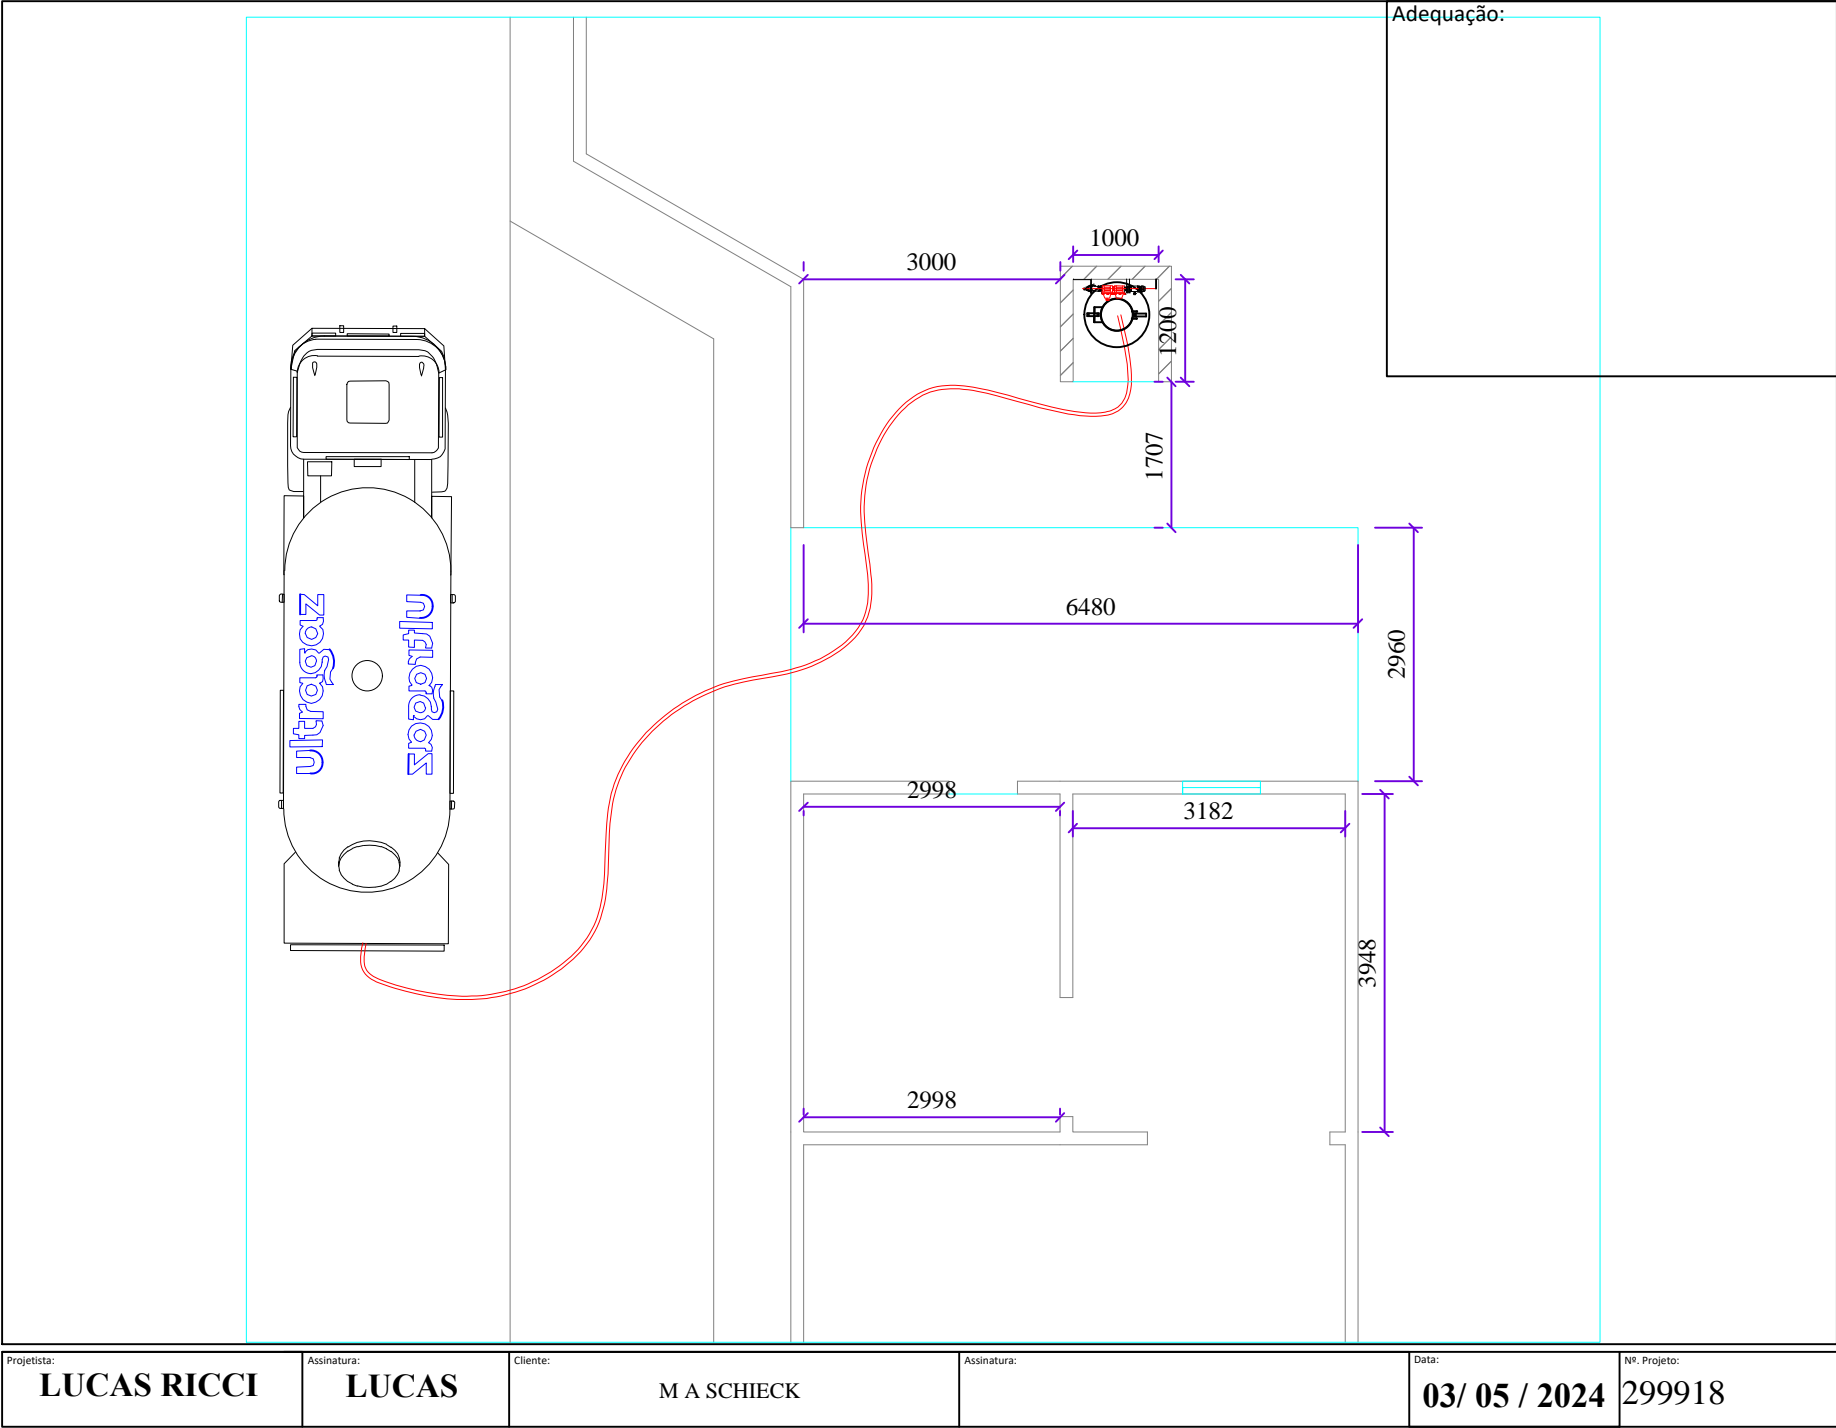 Adequação:
1000
3000
1200
1707
6480
2960
ultragaz
ultragaz
2998
3182
3948
2998
Projetista:
LUCAS RICCI
Assinatura:
LUCAS
Cliente:
M A SCHIECK
Assinatura:
Data:
03/ 05 / 2024
Nº. Projeto:
299918